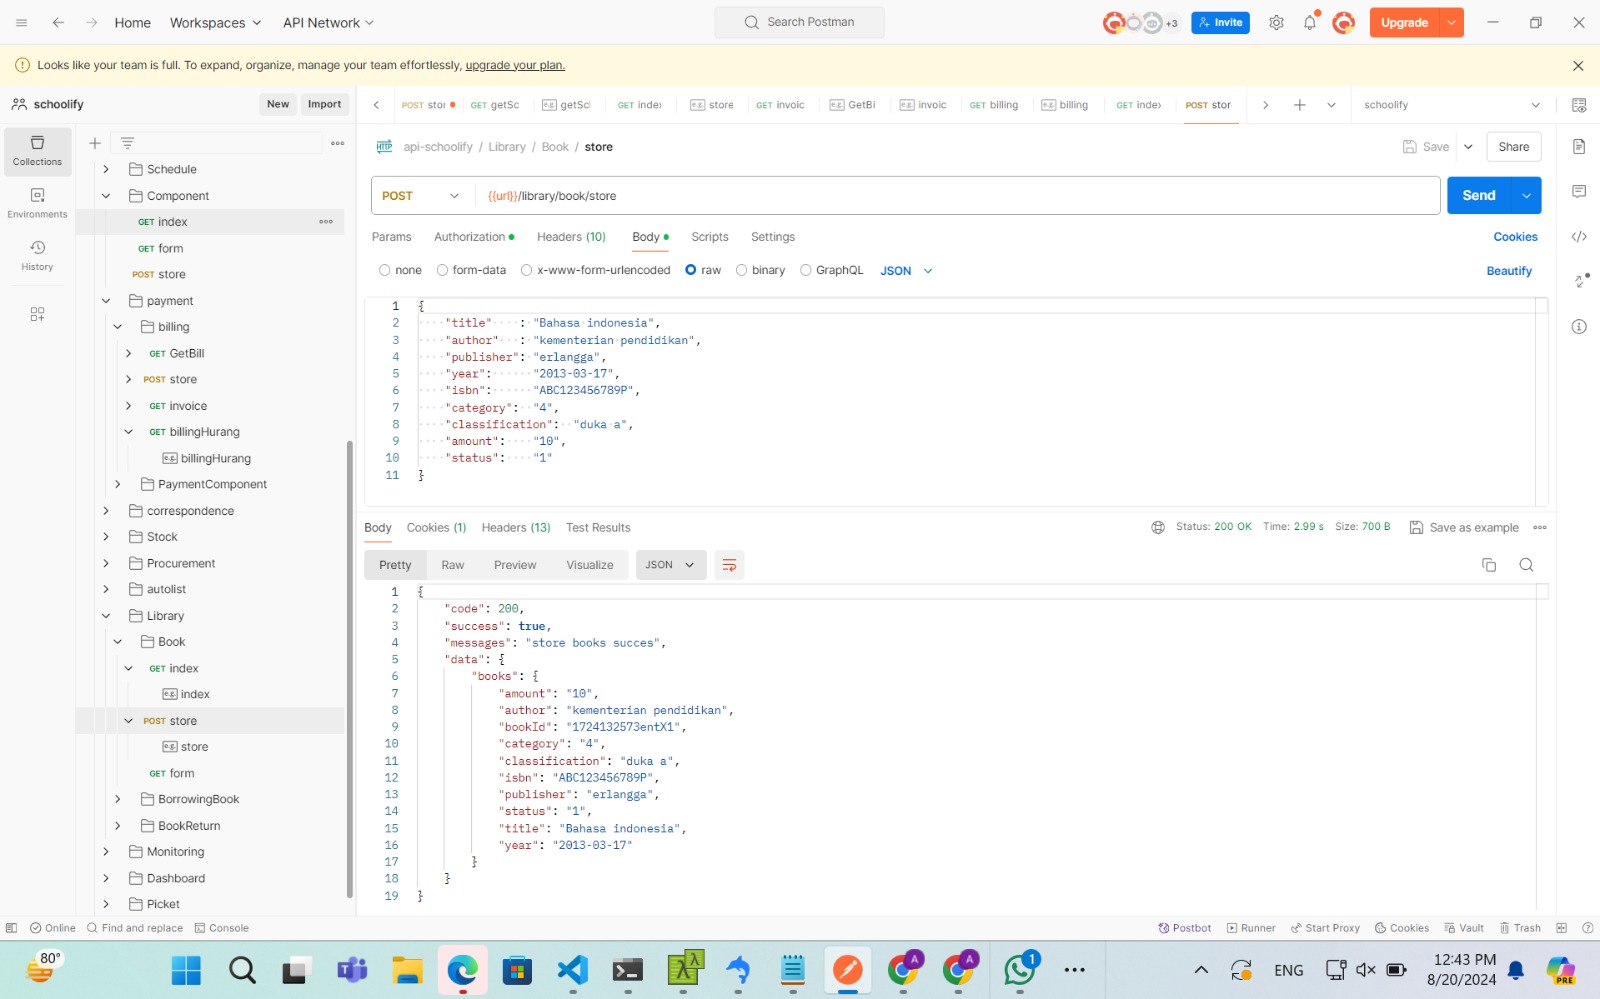 Home
Workspaces
API Network
Search Postman
+3
Invite
Upgrade
Looks like your team is full. To expand, organize, manage your team effortlessly, upgrade your plan.
schoolify
New
Import
POST stor
GET getSc
e.g. getScl
GET index
e.g. store
GET invoic
e.g. GetBi
e.g. invoic
GET billing
e.g. billing
GET index
POST stor
schoolify
Collections
Environments
History
Schedule
Component
GET index
GET form
POST store
payment
billing
GET GetBill
POST store
GET invoice
GET billingHurang
e.g. billingHurang
PaymentComponent
correspondence
Stock
Procurement
autolist
Library
Book
GET index
e.g. index
POST store
e.g. store
GET form
BorrowingBook
BookReturn
Monitoring
Dashboard
Picket
HTTP api-schoolify / Library / Book / store
Save
Share
POST
{{url}}/library/book/store
Send
Params
Authorization
Headers (10)
Body
Scripts
Settings
Cookies
none
form-data
x-www-form-urlencoded
raw
binary
GraphQL
JSON
Beautify
1 {
2 "title" : "Bahasa indonesia",
3 "author" : "kementerian pendidikan",
4 "publisher": "erlangga",
5 "year": "2013-03-17",
6 "isbn": "ABC123456789P",
7 "category": "4",
8 "classification": "duka a",
9 "amount": "10",
10 "status": "1"
11 }
Body
Cookies (1)
Headers (13)
Test Results
Status: 200 OK
Time: 2.99 s
Size: 700 B
Save as example
Pretty
Raw
Preview
Visualize
JSON
1 {
2 "code": 200,
3 "success": true,
4 "messages": "store books succes",
5 "data": {
6 "books": {
7 "amount": "10",
8 "author": "kementerian pendidikan",
9 "bookId": "1724132573entX1",
10 "category": "4",
11 "classification": "duka a",
12 "isbn": "ABC123456789P",
13 "publisher": "erlangga",
14 "status": "1",
15 "title": "Bahasa indonesia",
16 "year": "2013-03-17"
17 }
18 }
19 }
Online
Find and replace
Console
Postbot
Runner
Start Proxy
Cookies
Vault
Trash
80°
A
A
1
ENG
12:43 PM
8/20/2024
PRE